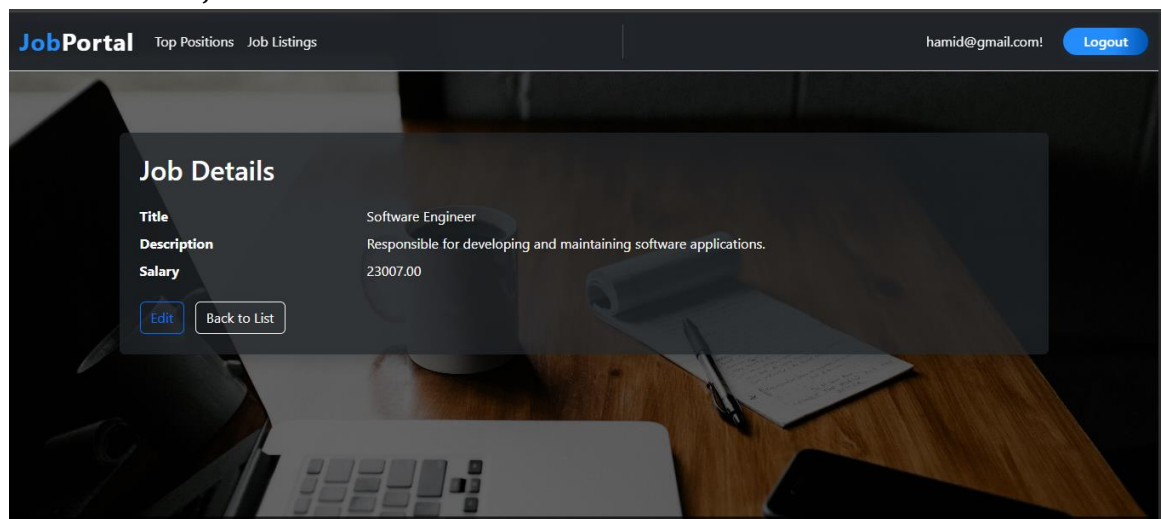 JobPortal Top Positions Job Listings hamid@gmail.com! Logout
Job Details
Title Software Engineer
Description Responsible for developing and maintaining software applications.
Salary 23007.00
Edit Back to List